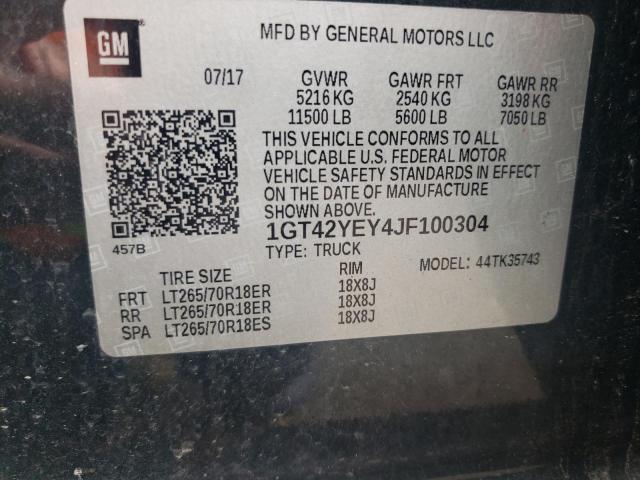 GM
MFD BY GENERAL MOTORS LLC
07/17 GVWR GAWR FRT GAWR RR
5216 KG 2540 KG 3198 KG
11500 LB 5600 LB 7050 LB
THIS VEHICLE CONFORMS TO ALL
APPLICABLE U.S. FEDERAL MOTOR
VEHICLE SAFETY STANDARDS IN EFFECT
ON THE DATE OF MANUFACTURE
SHOWN ABOVE.
457B
1GT42YEY4JF100304
TYPE: TRUCK MODEL: 44TK35743
TIRE SIZE RIM
FRT LT265/70R18ER 18X8J
RR LT265/70R18ER 18X8J
SPA LT265/70R18ES 18X8J